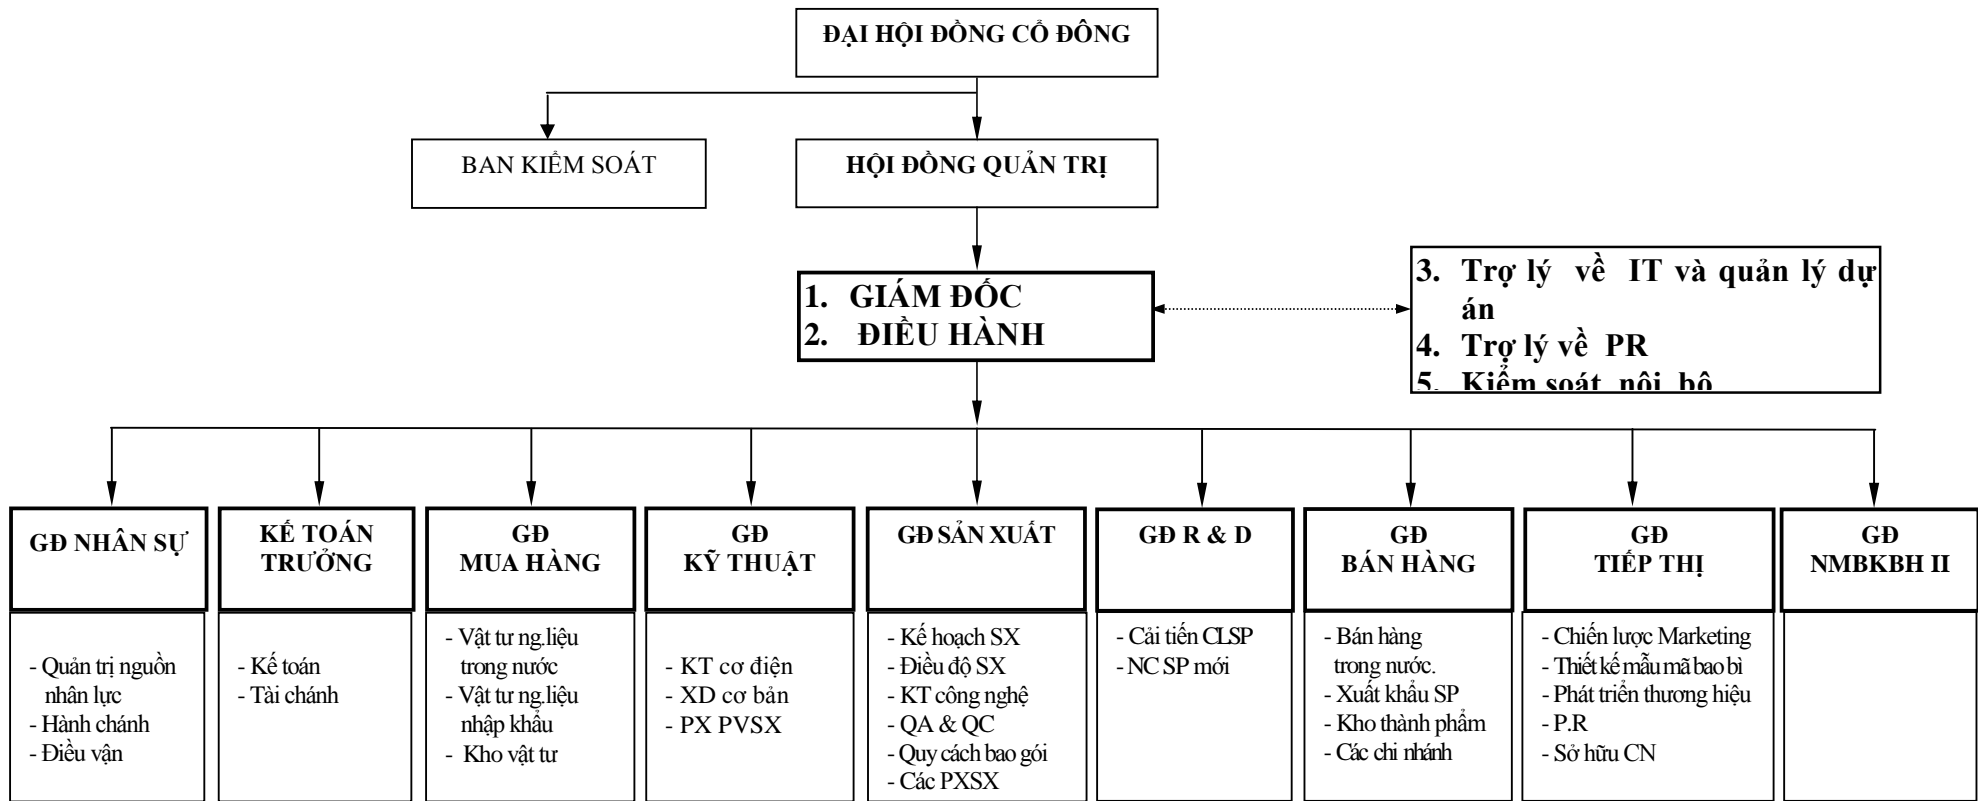 ĐẠI HỘI ĐỒNG CỔ ĐÔNG
BAN KIỂM SOÁT
HỘI ĐỒNG QUẢN TRỊ
1. GIÁM ĐỐC
2. ĐIỀU HÀNH
3. Trợ lý về IT và quản lý dự
án
4. Trợ lý về PR
5. Kiểm soát nội bộ
GĐ NHÂN SỰ
- Quản trị nguồn
nhân lực
- Hành chánh
- Điều vận
KẾ TOÁN
TRƯỞNG
- Kế toán
- Tài chánh
GĐ
MUA HÀNG
- Vật tư ng.liệu
trong nước
- Vật tư ng.liệu
nhập khẩu
- Kho vật tư
GĐ
KỸ THUẬT
- KT cơ điện
- XD cơ bản
- PX PVSX
GĐ SẢN XUẤT
- Kế hoạch SX
- Điều độ SX
- KT công nghệ
- QA & QC
- Quy cách bao gói
- Các PXSX
GĐ R & D
- Cải tiến CLSP
- NC SP mới
GĐ
BÁN HÀNG
- Bán hàng
trong nước.
- Xuất khẩu SP
- Kho thành phẩm
- Các chi nhánh
GĐ
TIẾP THỊ
- Chiến lược Marketing
- Thiết kế mẫu mã bao bì
- Phát triển thương hiệu
- P.R
- Sở hữu CN
GĐ
NMBKBH II